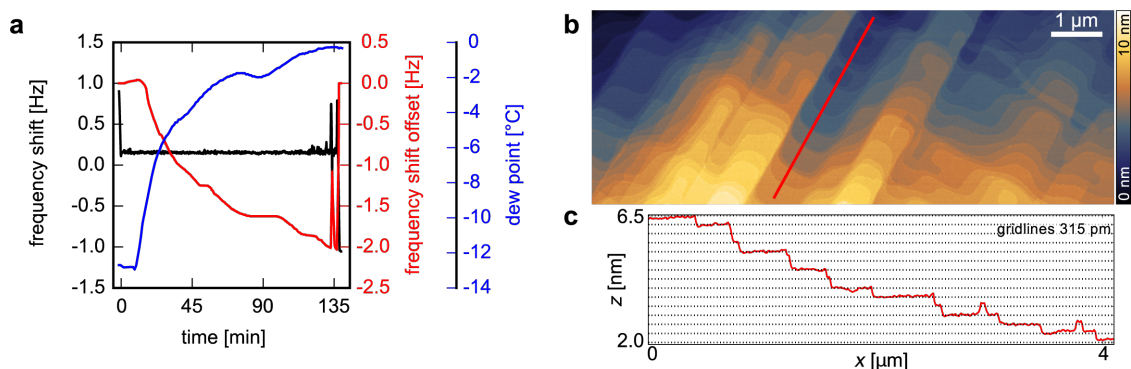 a
frequency shift [Hz]
1.5
1.0
0.5
0.0
-0.5
-1.0
-1.5
0
45
90
135
time [min]
0.5
0.0
-0.5
-1.0
-1.5
-2.0
-2.5
frequency shift offset [Hz]
0
-2
-4
-6
-8
-10
-12
-14
dew point [°C]
b
1 µm
10 nm
0 nm
c
6.5
z [nm]
2.0
gridlines 315 pm
0
4
x [µm]